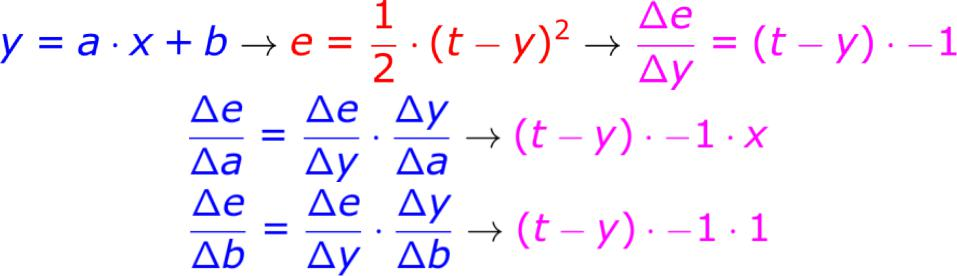 y = a · x + b → e = 1/2 · (t − y)² → Δe/Δy = (t − y) · −1
Δe/Δa = Δe/Δy · Δy/Δa → (t − y) · −1 · x
Δe/Δb = Δe/Δy · Δy/Δb → (t − y) · −1 · 1